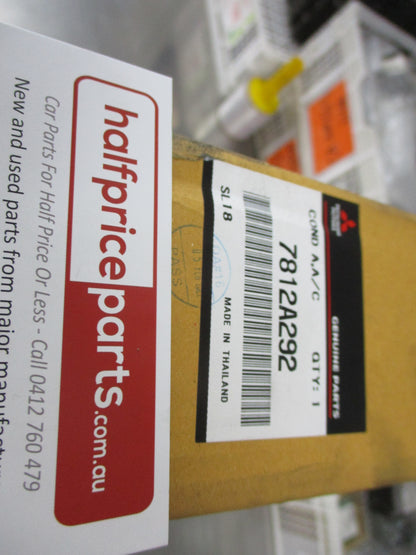 halfpriceparts.com.au
Car Parts For Half Price Or Less - Call 0412 760 479
New and used parts from major
GENUINE PARTS
COND A,A/C QTY: 1
7812A292
SL18 MADE IN THAILAND
PASS